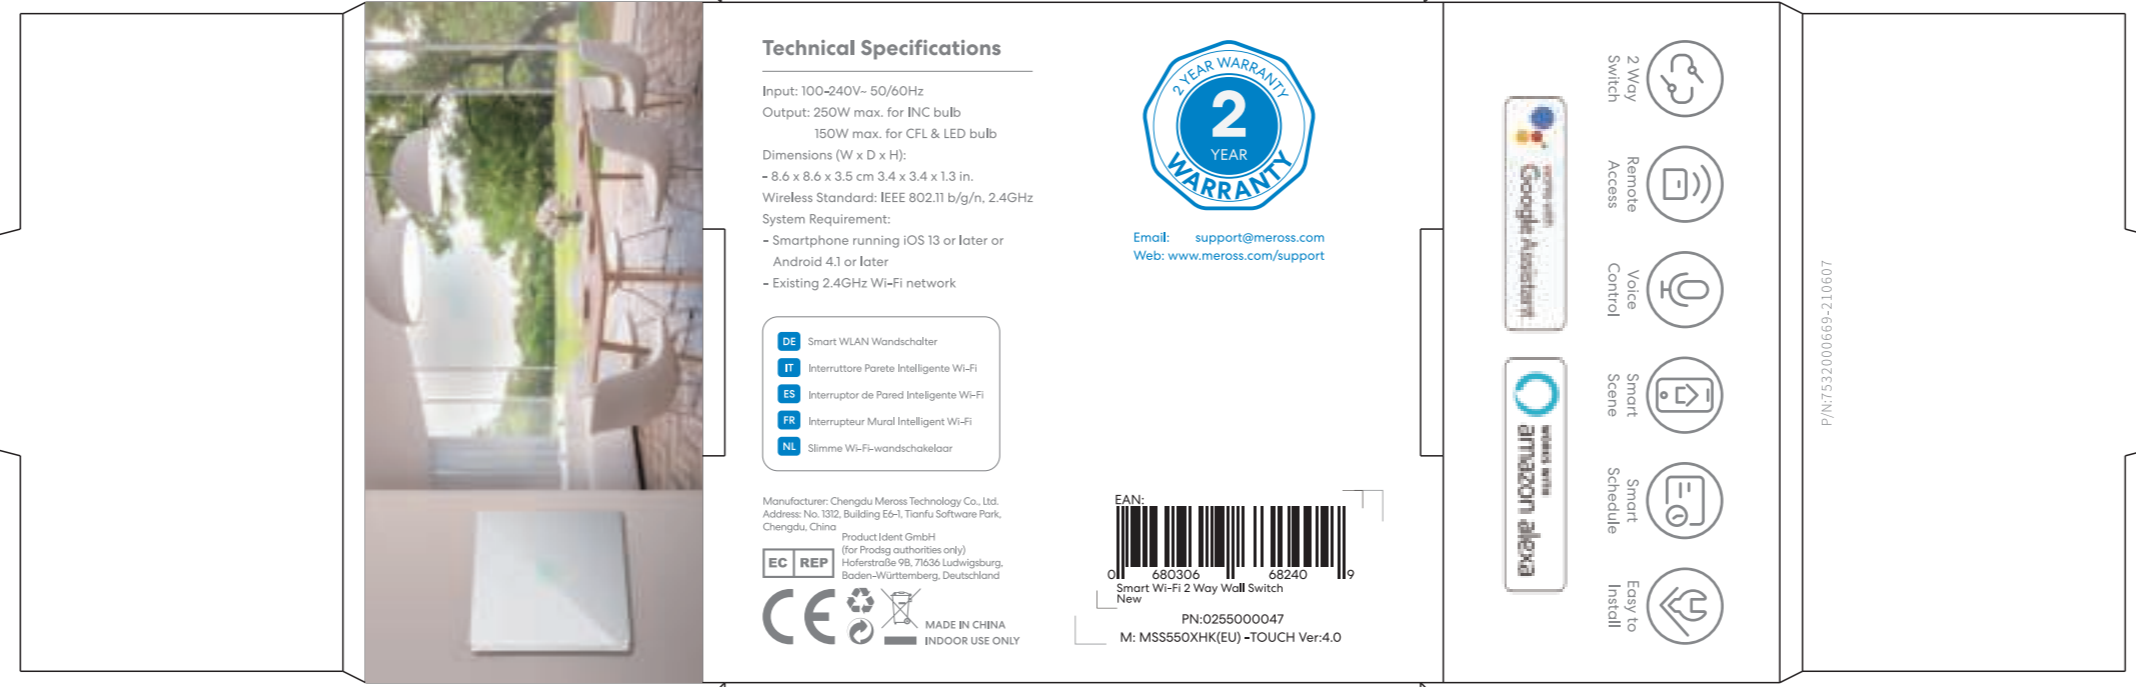 Technical Specifications
Input: 100-240V~ 50/60Hz
Output: 250W max. for INC bulb
150W max. for CFL & LED bulb
Dimensions (W x D x H):
- 8.6 x 8.6 x 3.5 cm 3.4 x 3.4 x 1.3 in.
Wireless Standard: IEEE 802.11 b/g/n, 2.4GHz
System Requirement:
- Smartphone running iOS 13 or later or
Android 4.1 or later
- Existing 2.4GHz Wi-Fi network
DE Smart WLAN Wandschalter
IT Interruttore Parete Intelligente Wi-Fi
ES Interruptor de Pared Inteligente Wi-Fi
FR Interrupteur Mural Intelligent Wi-Fi
NL Slimme Wi-Fi-wandschakelaar
Manufacturer: Chengdu Meross Technology Co., Ltd.
Address: No. 1312, Building E6-1, Tianfu Software Park,
Chengdu, China
EC REP
Product Ident GmbH
(for Prodsg authorities only)
Hoferstraße 9B, 71636 Ludwigsburg,
Baden-Württemberg, Deutschland
CE
MADE IN CHINA
INDOOR USE ONLY
2 YEAR WARRANTY
2
YEAR
WARRANTY
Email: support@meross.com
Web: www.meross.com/support
EAN:
0 680306 68240 9
Smart Wi-Fi 2 Way Wall Switch
New
PN:0255000047
M: MSS550XHK(EU) -TOUCH Ver:4.0
works with
Google Assistant
WORKS WITH
amazon alexa
2 Way
Switch
Remote
Access
Voice
Control
Smart
Scene
Smart
Schedule
Easy to
Install
P/N:7532000669-210607